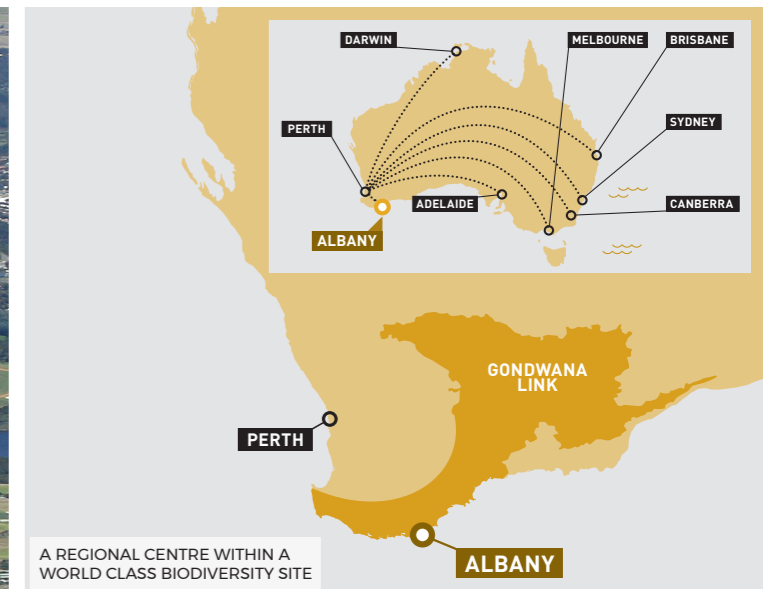 DARWIN
MELBOURNE
BRISBANE
PERTH
SYDNEY
ADELAIDE
CANBERRA
ALBANY
GONDWANA
LINK
PERTH
ALBANY
A REGIONAL CENTRE WITHIN A
WORLD CLASS BIODIVERSITY SITE